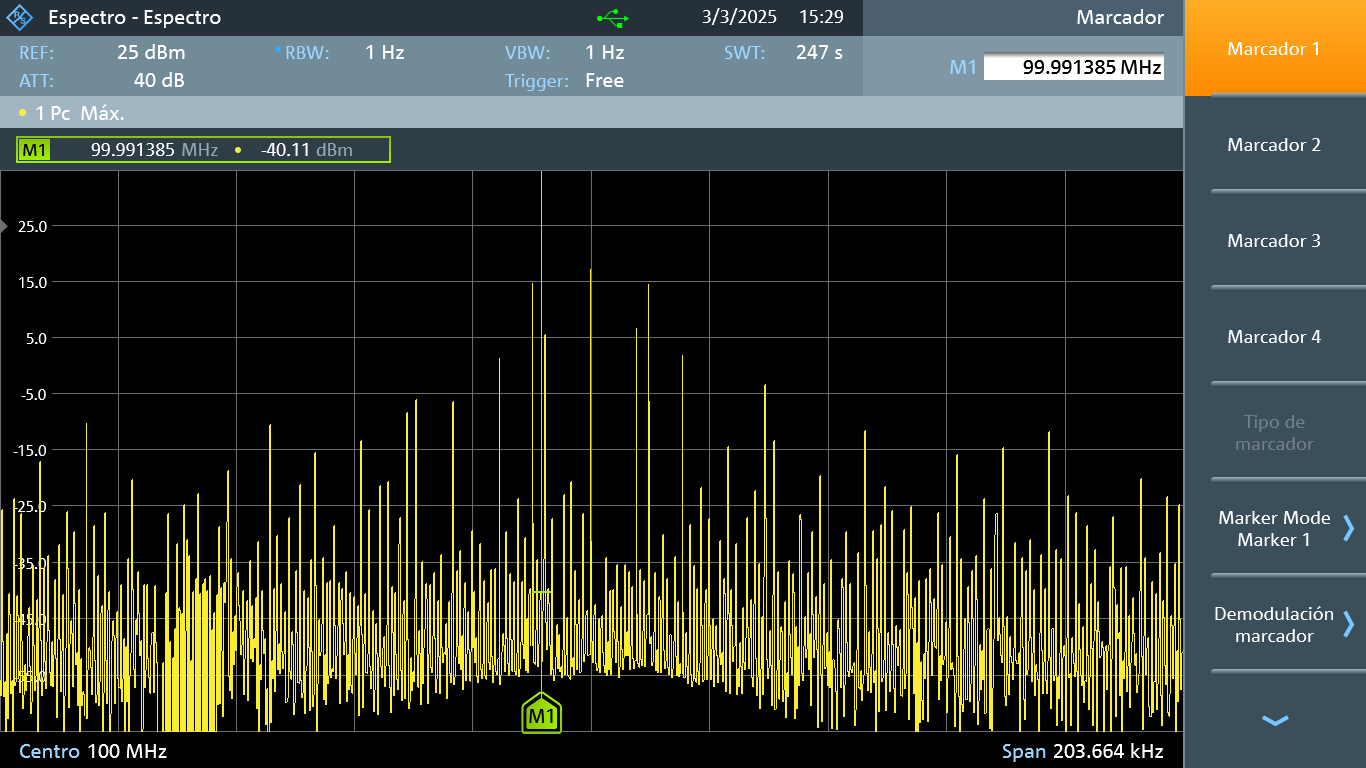 Espectro - Espectro 3/3/2025 15:29 Marcador Marcador 1
REF: 25 dBm RBW: 1 Hz VBW: 1 Hz SWT: 247 s
M1 99.991385 MHz
ATT: 40 dB Trigger: Free
1 Pc Máx.
M1 99.991385 MHz -40.11 dBm
Marcador 2
25.0
Marcador 3
15.0
5.0
Marcador 4
-5.0
Tipo de
marcador
-15.0
-25.0
Marker Mode
Marker 1
-35.0
-45.0
Demodulación
marcador
-55.0
M1
Centro 100 MHz Span 203.664 kHz